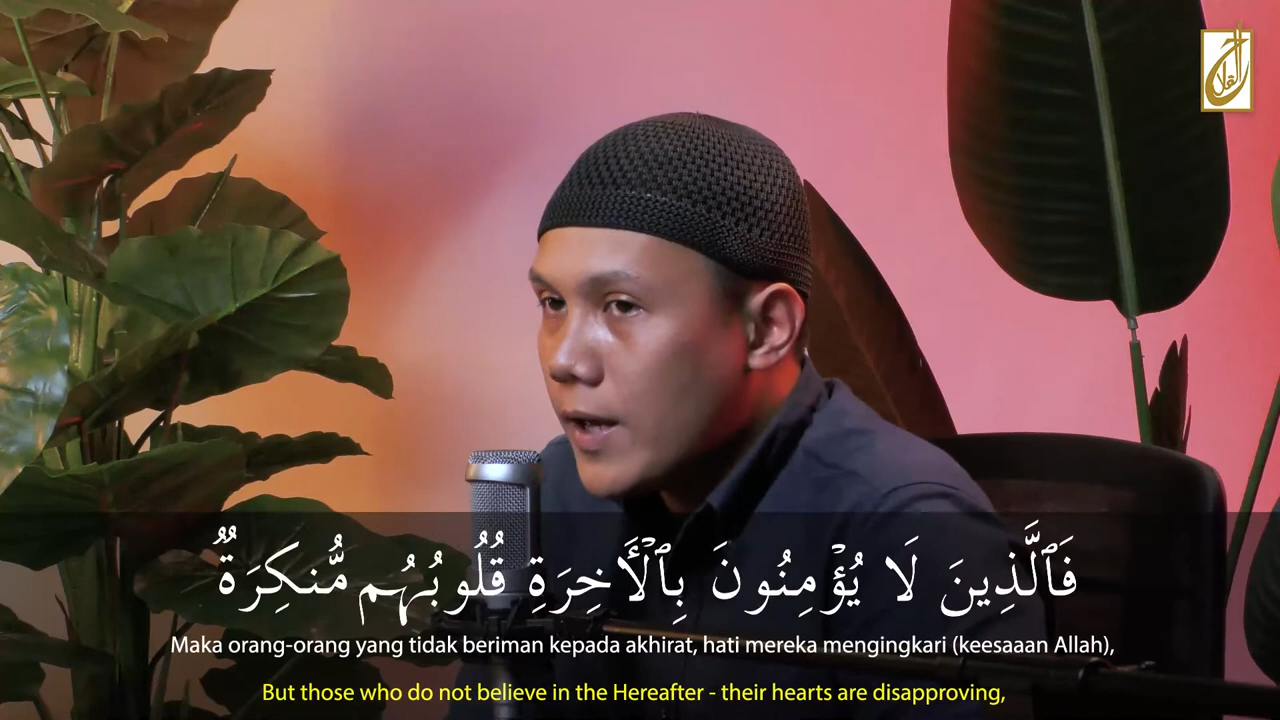 فَٱلَّذِينَ لَا يُؤْمِنُونَ بِٱلْأَخِرَةِ قُلُوبُهُم مُّنكِرَةٌ
Maka orang-orang yang tidak beriman kepada akhirat, hati mereka mengingkari (keesaaan Allah),
But those who do not believe in the Hereafter - their hearts are disapproving,